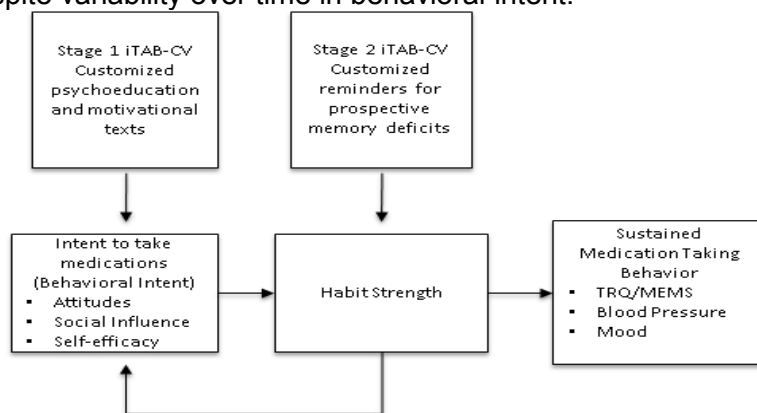 spite variability over time in behavioral intent.
Stage 1 iTAB-CV
Customized
psychoeducation
and motivational
texts
Stage 2 iTAB-CV
Customized
reminders for
prospective
memory deficits
Intent to take
medications
(Behavioral Intent)
▪ Attitudes
▪ Social Influence
▪ Self-efficacy
Habit Strength
Sustained
Medication Taking
Behavior
▪ TRQ/MEMS
▪ Blood Pressure
▪ Mood